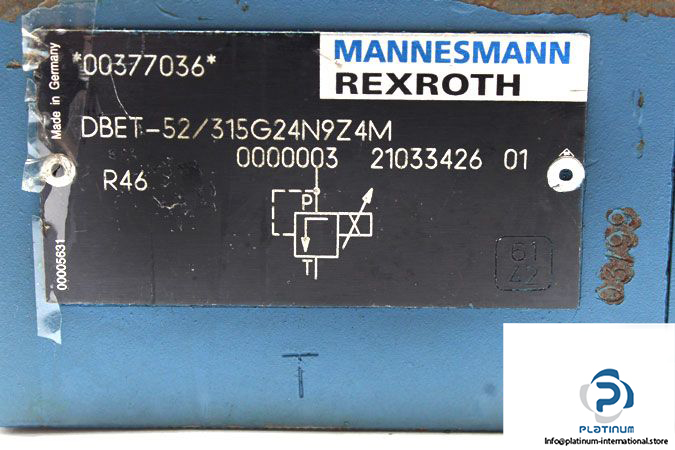 Made in Germany
*00377036*
MANNESMANN
REXROTH
DBET-52/315G24N9Z4M
0000003 21033426 01
R46
P
T
00005631
61
42
T
PLATINUM
Info@platinum-international.store